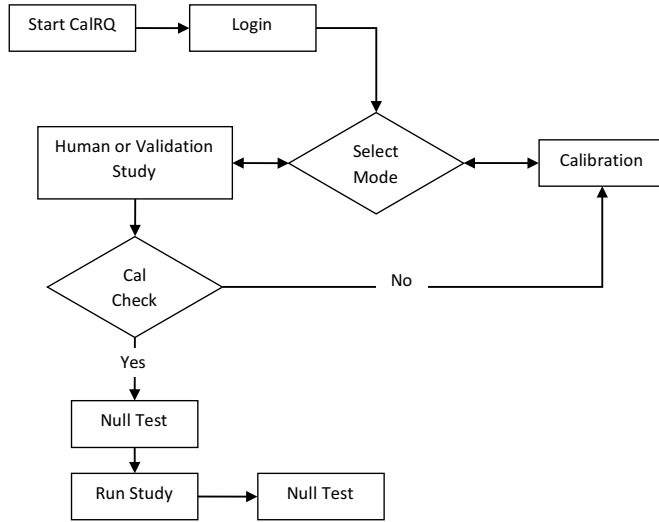 Start CalRQ
Login
Human or Validation
Study
Select
Mode
Calibration
Cal
Check
No
Yes
Null Test
Run Study
Null Test